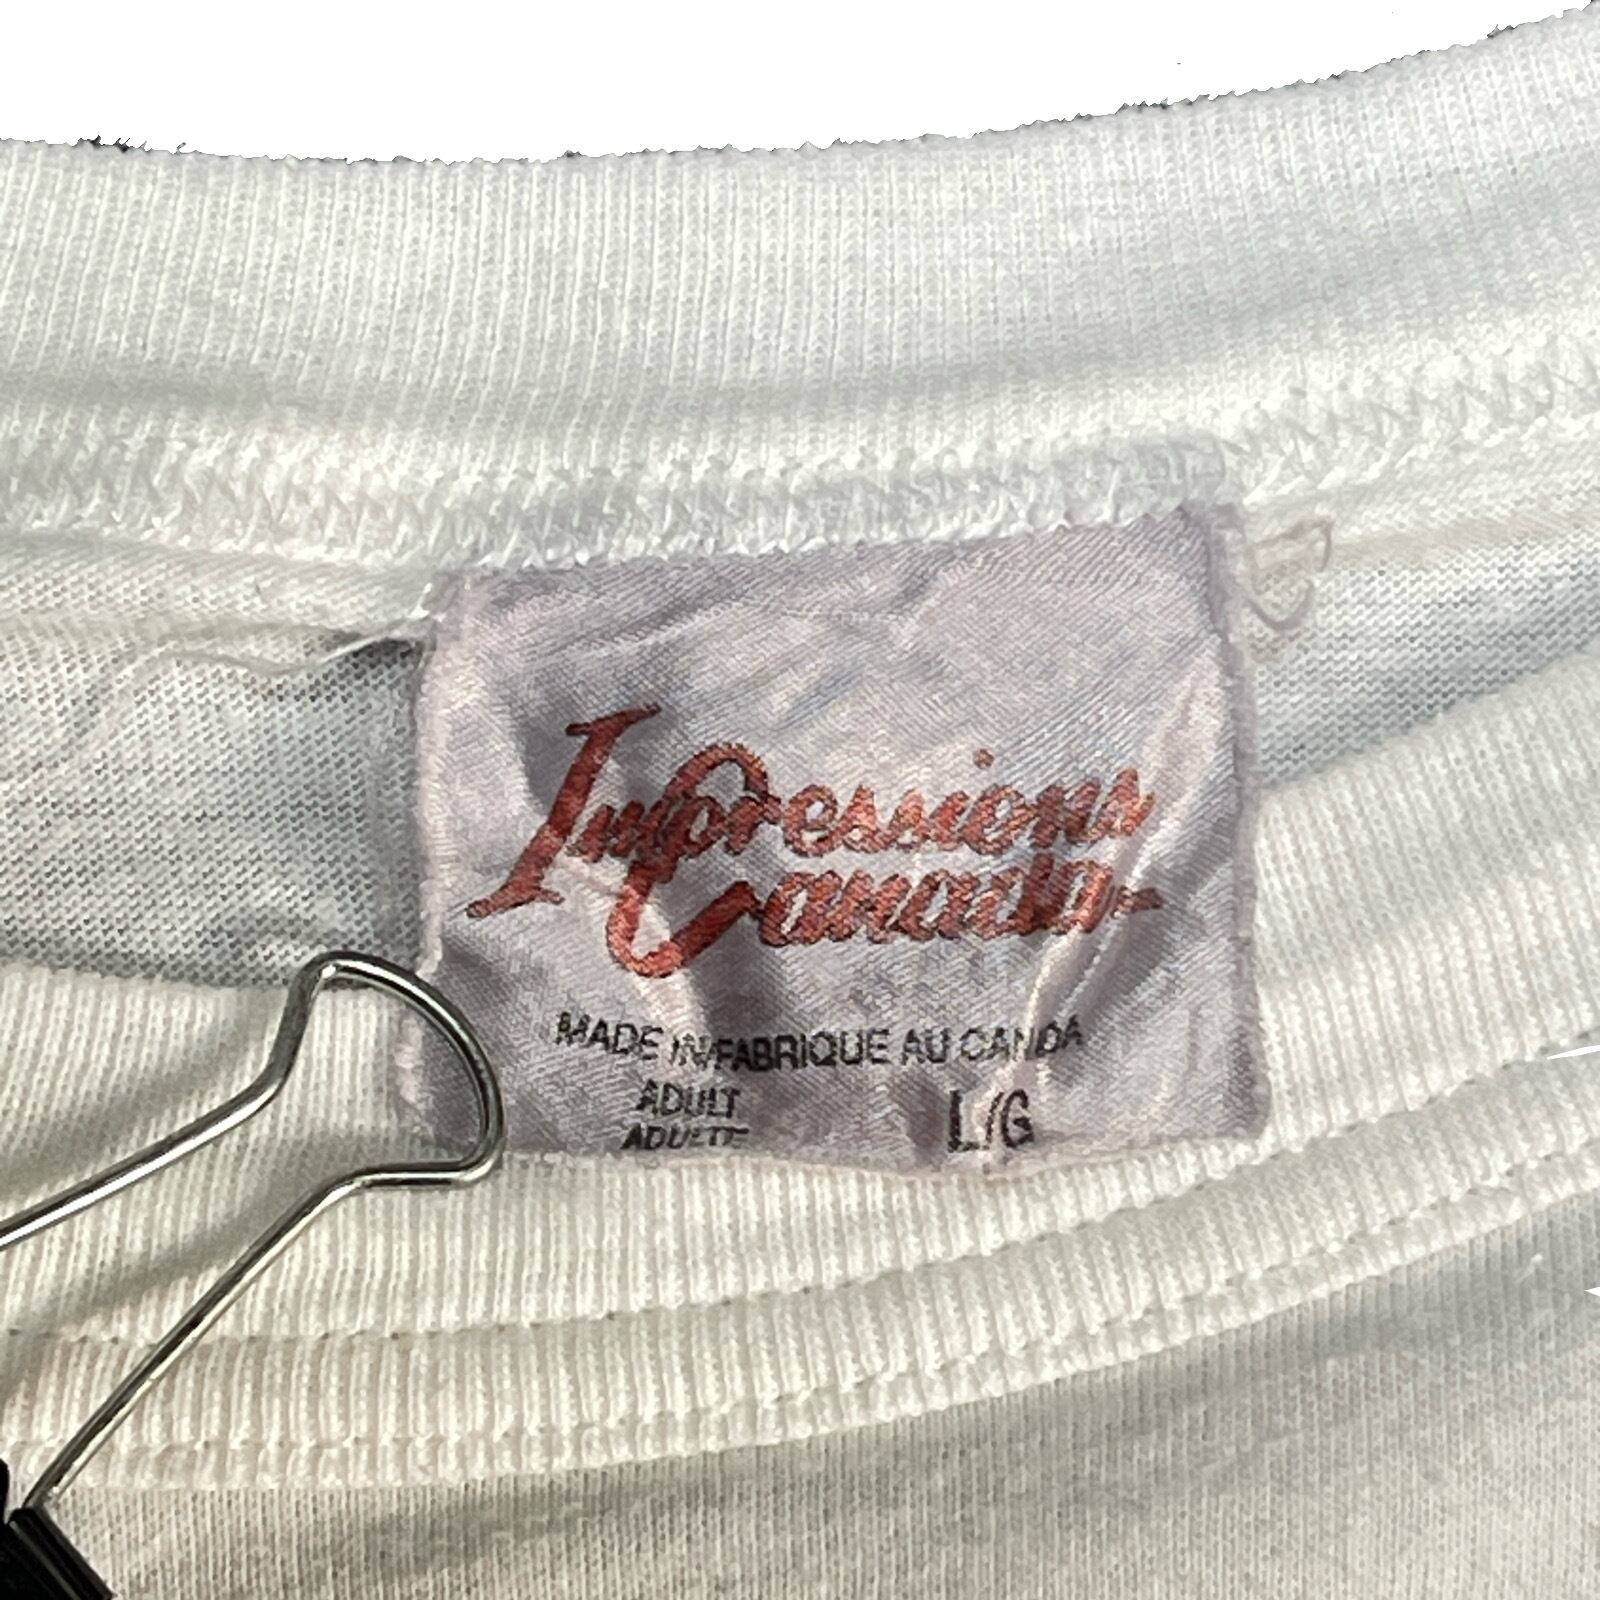 Impressions
Canada
MADE IN/FABRIQUE AU CANDA
ADULT L/G
ADULTE